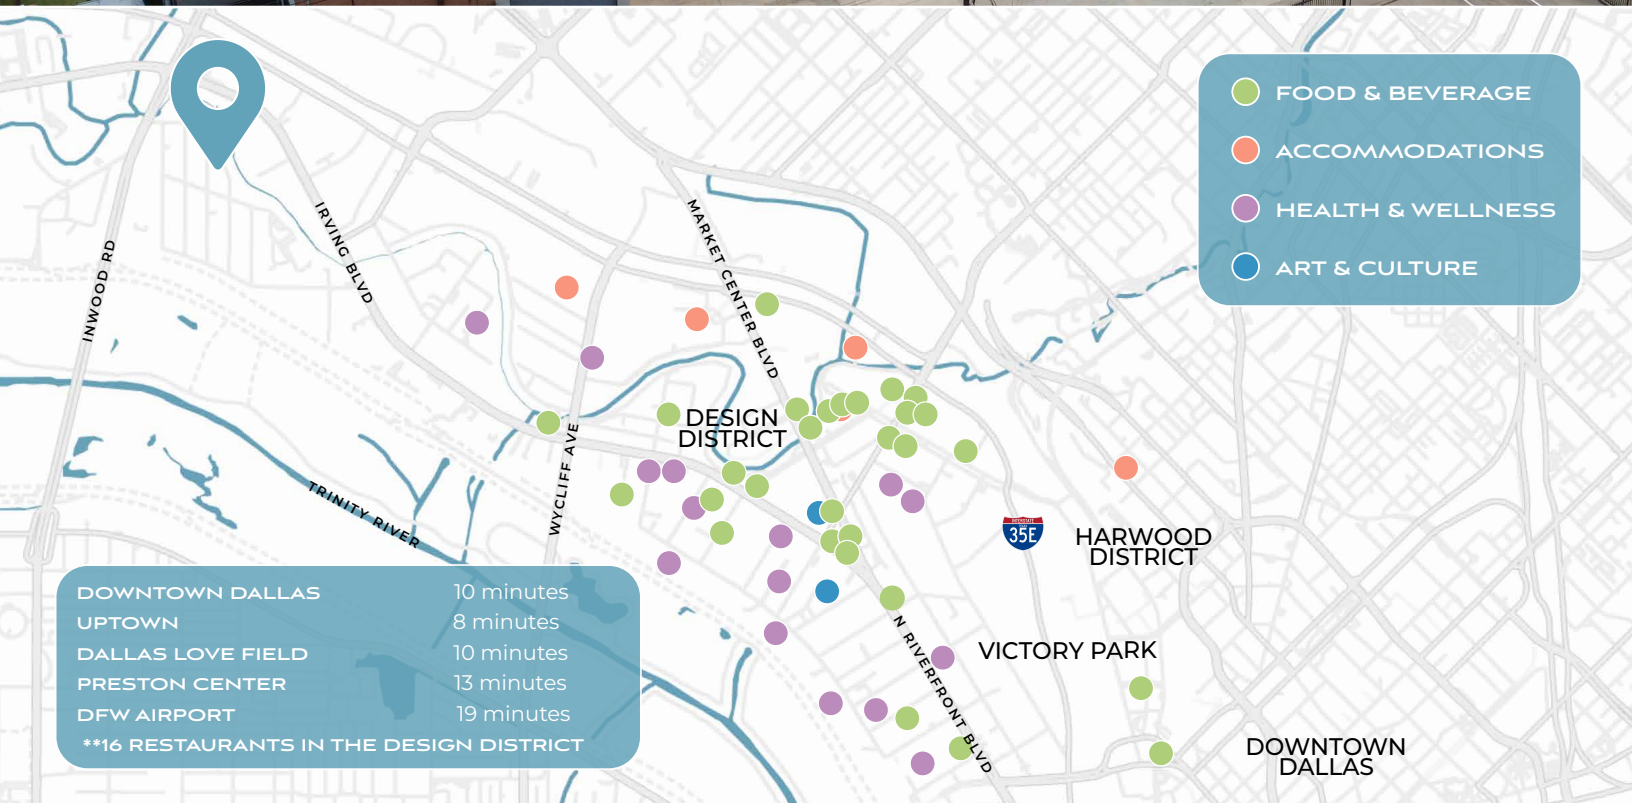 FOOD & BEVERAGE
ACCOMMODATIONS
HEALTH & WELLNESS
ART & CULTURE
INWOOD RD
IRVING BLVD
MARKET CENTER BLVD
DESIGN
DISTRICT
WYCLIFF AVE
TRINITY RIVER
INTERSTATE
35E
HARWOOD
DISTRICT
N RIVERFRONT BLVD
VICTORY PARK
DOWNTOWN
DALLAS
DOWNTOWN DALLAS 10 minutes
UPTOWN 8 minutes
DALLAS LOVE FIELD 10 minutes
PRESTON CENTER 13 minutes
DFW AIRPORT 19 minutes
**16 RESTAURANTS IN THE DESIGN DISTRICT